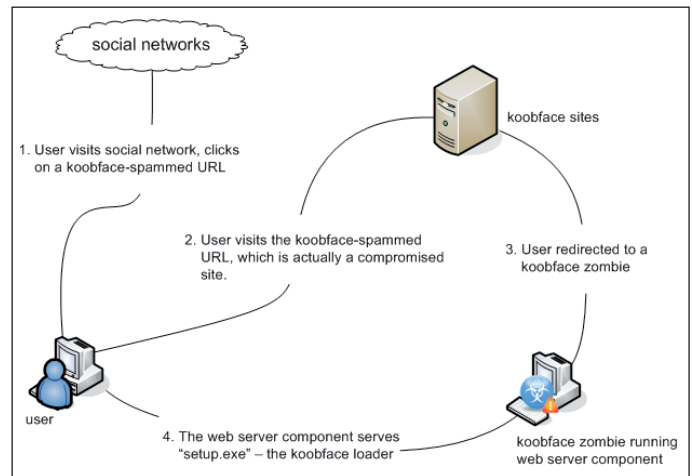 social networks
koobface sites
1. User visits social network, clicks
on a koobface-spammed URL
2. User visits the koobface-spammed
URL, which is actually a compromised
site.
3. User redirected to a
koobface zombie
user
4. The web server component serves
“setup.exe” – the koobface loader
koobface zombie running
web server component